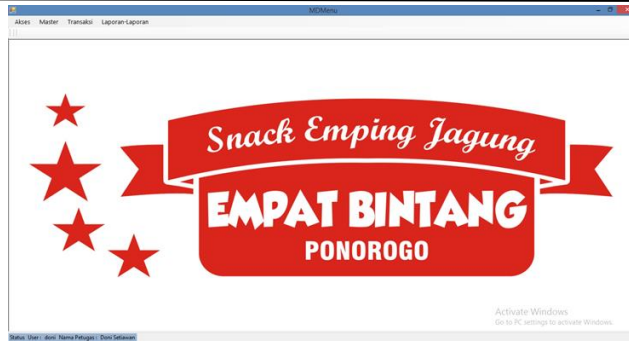 MDIMenu
Akses Master Transaksi Laporan-Laporan
Snack Emping Jagung
EMPAT BINTANG
PONOROGO
Activate Windows
Go to PC settings to activate Windows.
Status User : doni Nama Petugas : Doni Setiawan